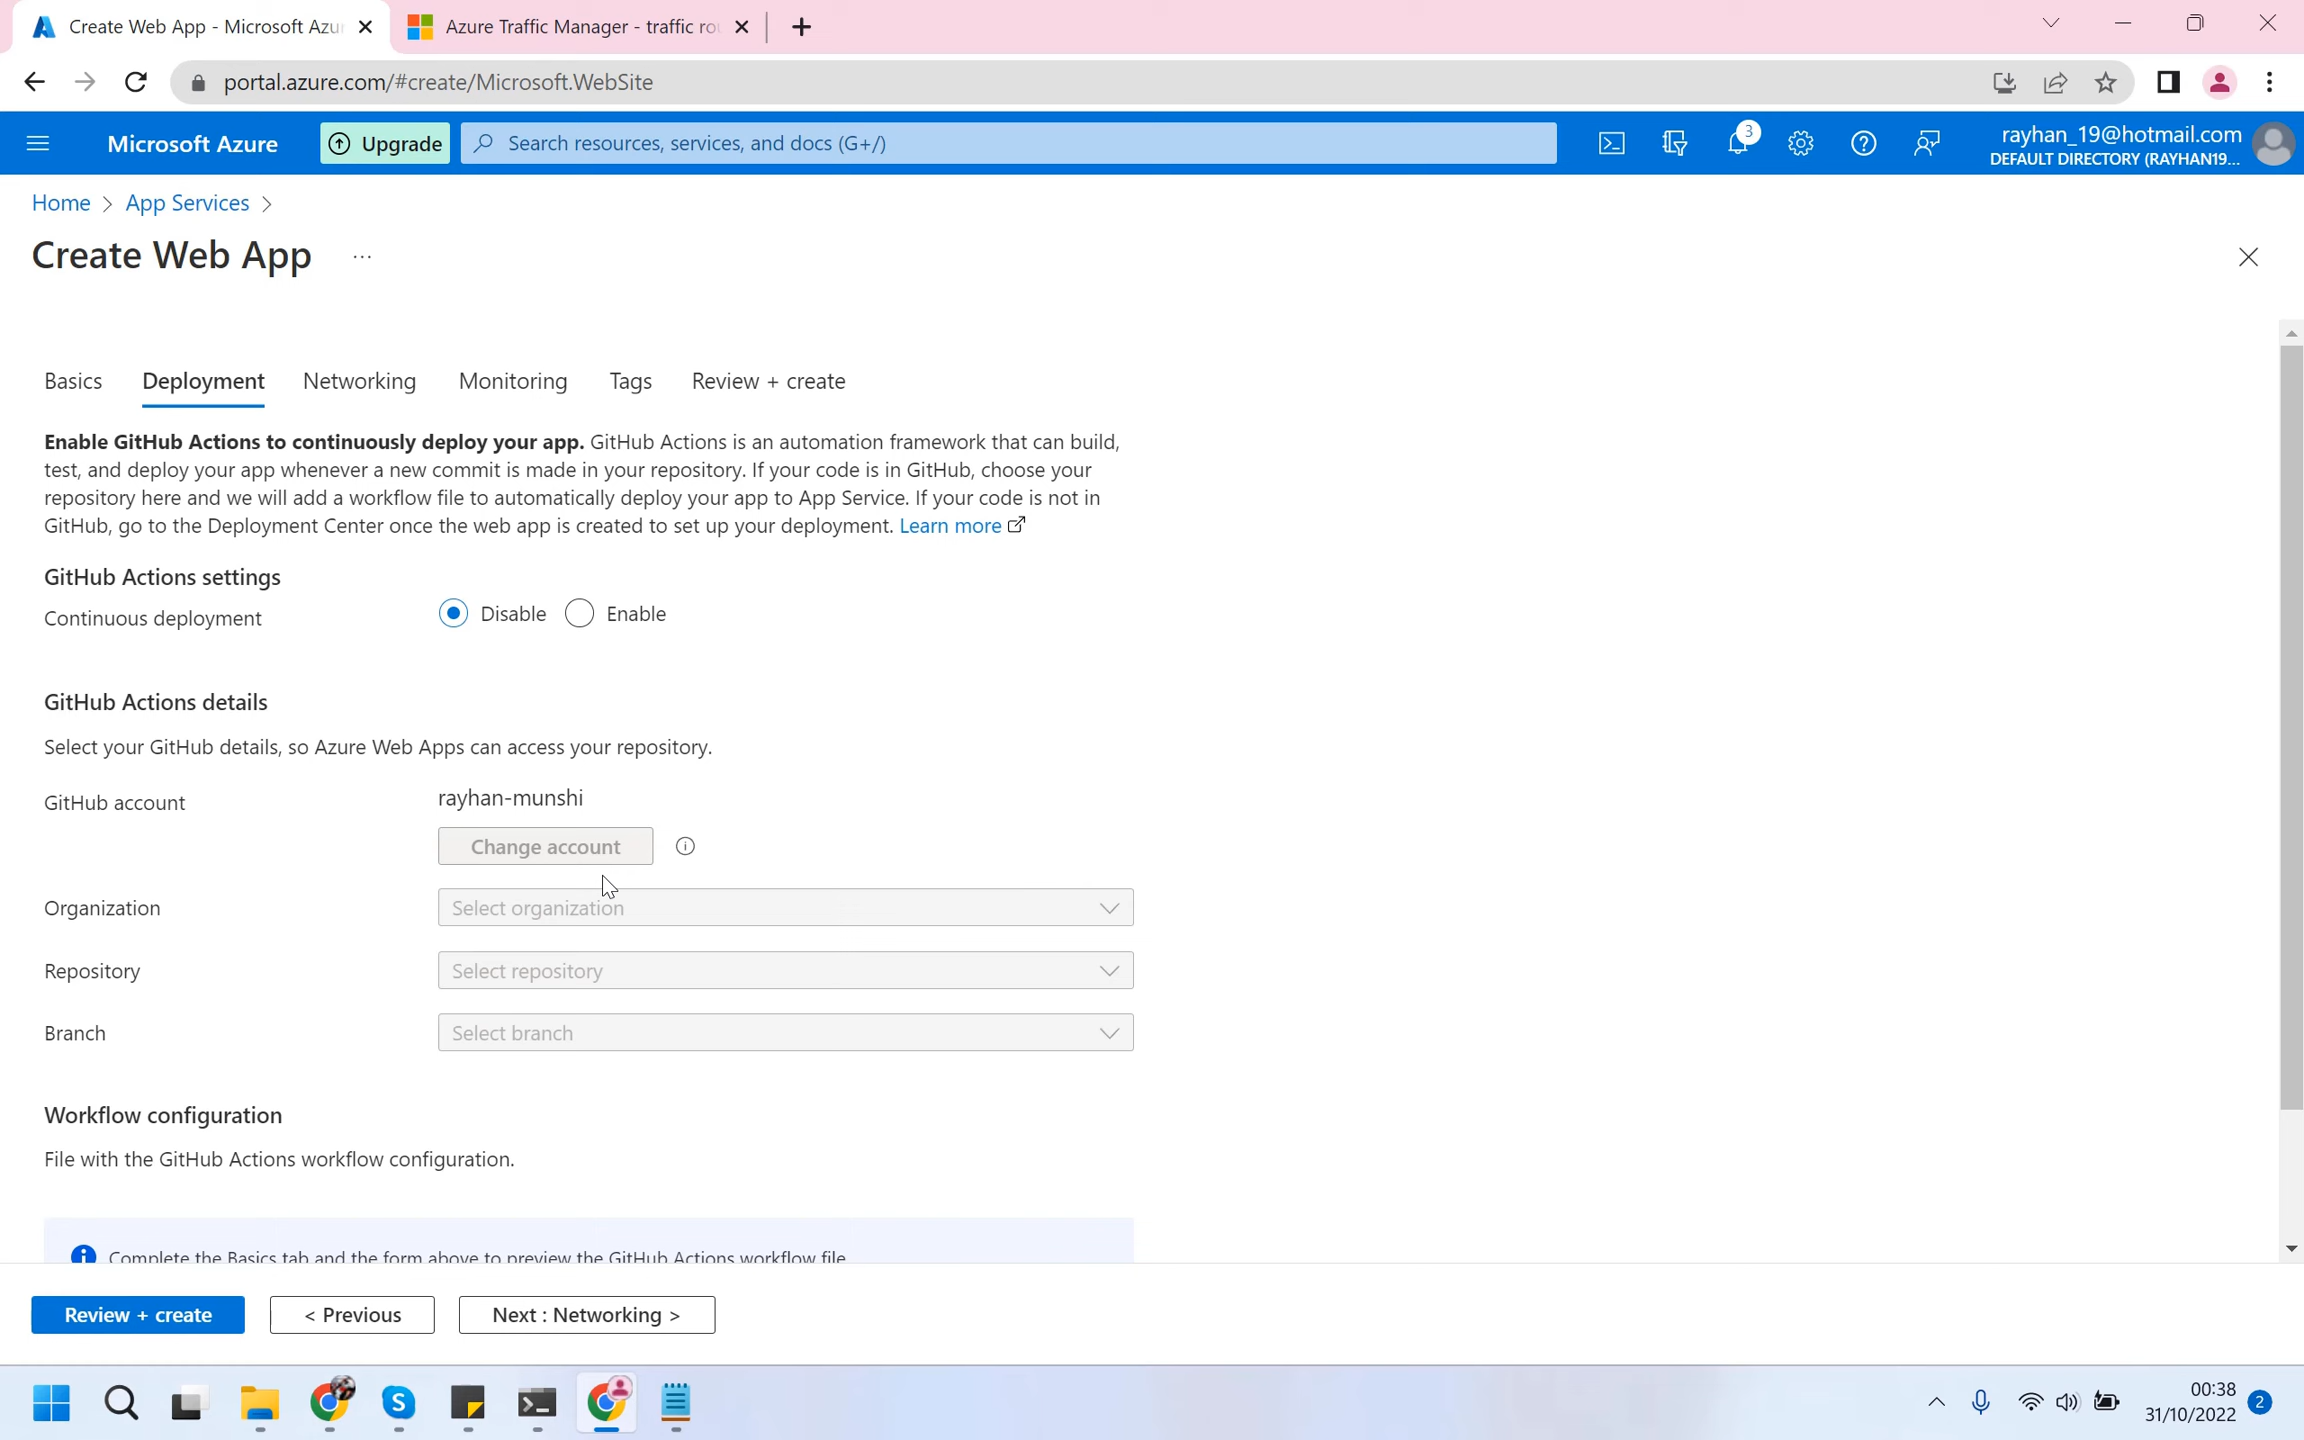 Create Web App - Microsoft Azu
Azure Traffic Manager - traffic ro
portal.azure.com/#create/Microsoft.WebSite
Microsoft Azure
Upgrade
Search resources, services, and docs (G+/)
3
rayhan_19@hotmail.com
DEFAULT DIRECTORY (RAYHAN19...
Home > App Services >
Create Web App ...
Basics Deployment Networking Monitoring Tags Review + create
Enable GitHub Actions to continuously deploy your app. GitHub Actions is an automation framework that can build,
test, and deploy your app whenever a new commit is made in your repository. If your code is in GitHub, choose your
repository here and we will add a workflow file to automatically deploy your app to App Service. If your code is not in
GitHub, go to the Deployment Center once the web app is created to set up your deployment. Learn more
GitHub Actions settings
Continuous deployment Disable Enable
GitHub Actions details
Select your GitHub details, so Azure Web Apps can access your repository.
GitHub account rayhan-munshi
Change account
Organization Select organization
Repository Select repository
Branch Select branch
Workflow configuration
File with the GitHub Actions workflow configuration.
Complete the Basics tab and the form above to preview the GitHub Actions workflow file
Review + create < Previous Next : Networking >
00:38
31/10/2022 2